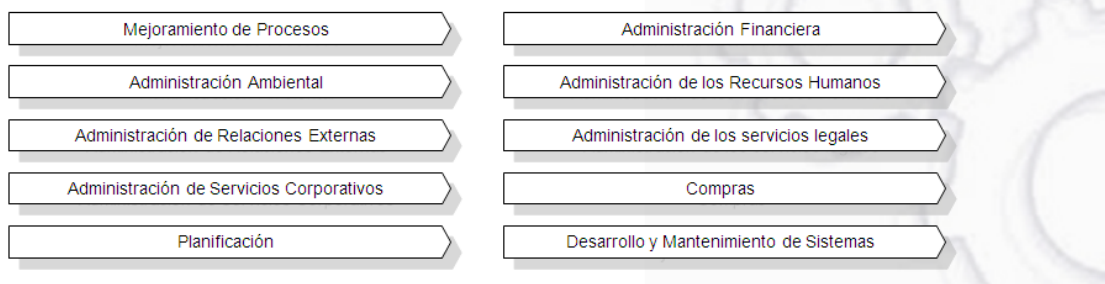 Mejoramiento de Procesos
Administración Ambiental
Administración de Relaciones Externas
Administración de Servicios Corporativos
Planificación
Administración Financiera
Administración de los Recursos Humanos
Administración de los servicios legales
Compras
Desarrollo y Mantenimiento de Sistemas